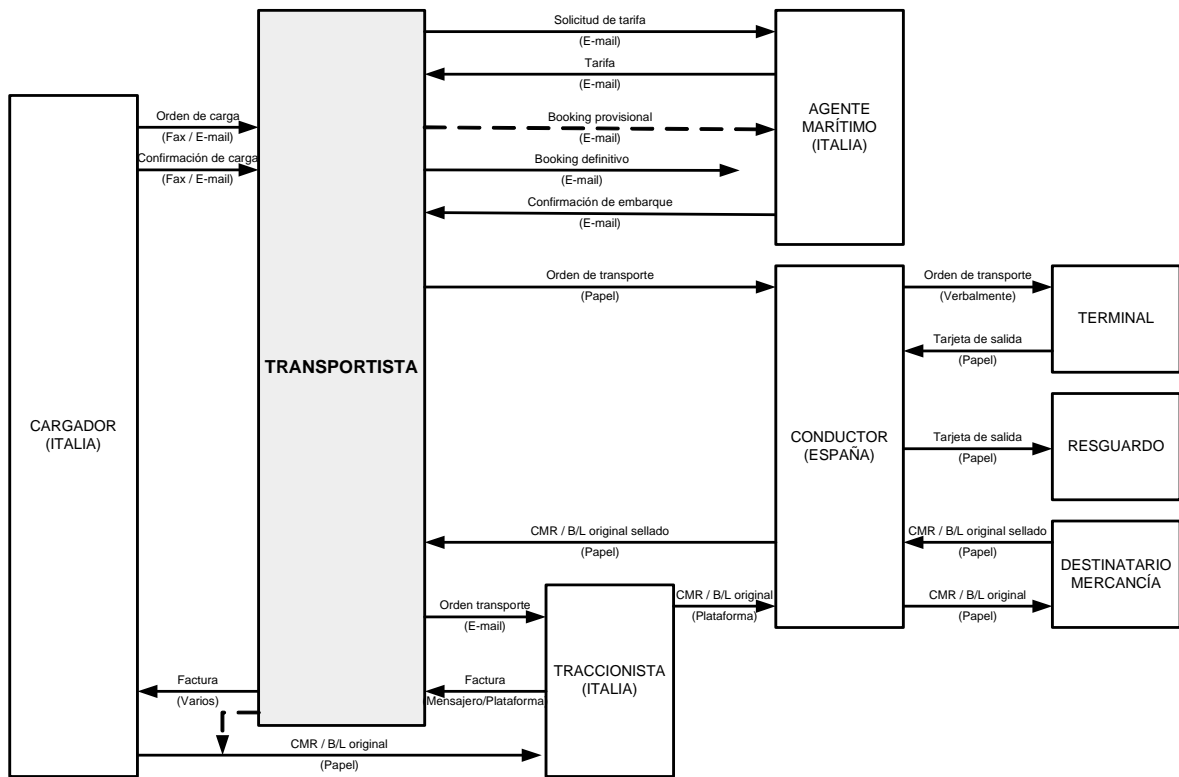 Solicitud de tarifa
(E-mail)
Tarifa
(E-mail)
AGENTE
MARÍTIMO
(ITALIA)
Orden de carga
(Fax / E-mail)
Booking provisional
(E-mail)
Confirmación de carga
(Fax / E-mail)
Booking definitivo
(E-mail)
Confirmación de embarque
(E-mail)
Orden de transporte
(Papel)
Orden de transporte
(Verbalmente)
TERMINAL
Tarjeta de salida
(Papel)
TRANSPORTISTA
CARGADOR
(ITALIA)
CONDUCTOR
(ESPAÑA)
Tarjeta de salida
(Papel)
RESGUARDO
CMR / B/L original sellado
(Papel)
CMR / B/L original sellado
(Papel)
DESTINATARIO
MERCANCÍA
Orden transporte
(E-mail)
CMR / B/L original
(Plataforma)
CMR / B/L original
(Papel)
TRACCIONISTA
(ITALIA)
Factura
(Varios)
Factura
(Mensajero/Plataforma)
CMR / B/L original
(Papel)